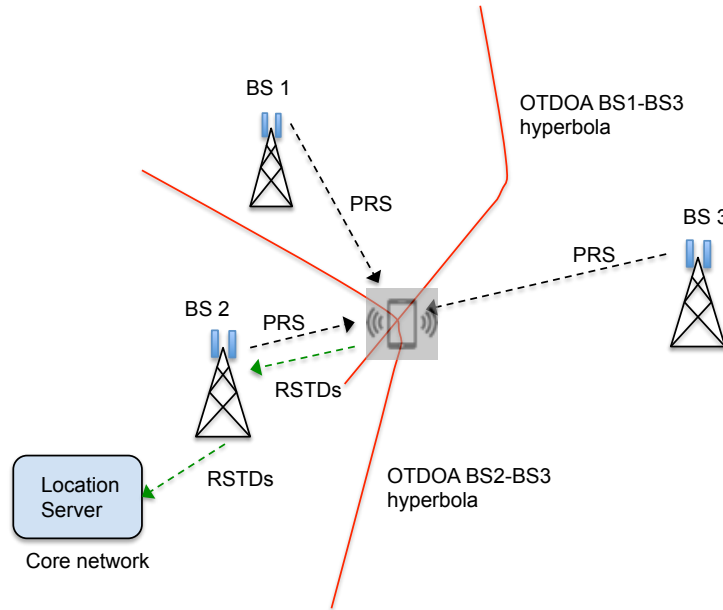 BS 1
OTDOA BS1-BS3
hyperbola
PRS
BS 3
PRS
BS 2
PRS
RSTDs
Location
Server
RSTDs
OTDOA BS2-BS3
hyperbola
Core network